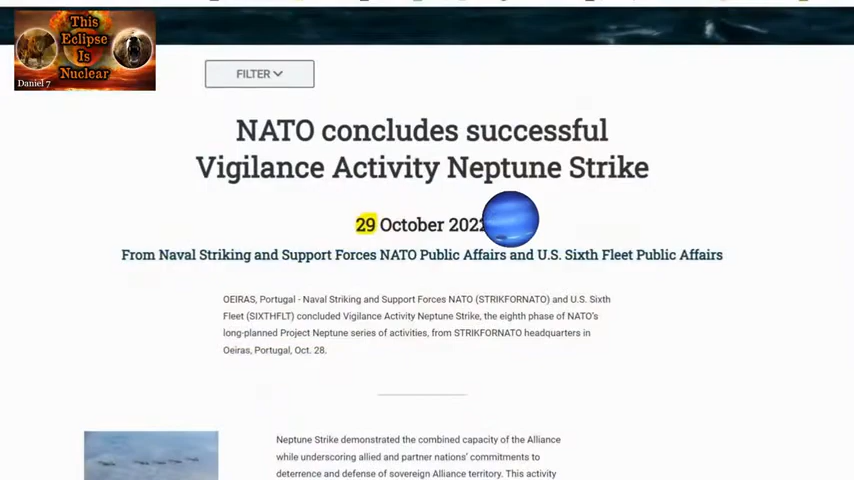 This
Eclipse
Is
Nuclear
Daniel 7
FILTER
NATO concludes successful
Vigilance Activity Neptune Strike
29 October 2022
From Naval Striking and Support Forces NATO Public Affairs and U.S. Sixth Fleet Public Affairs
OEIRAS, Portugal - Naval Striking and Support Forces NATO (STRIKFORNATO) and U.S. Sixth
Fleet (SIXTHFLT) concluded Vigilance Activity Neptune Strike, the eighth phase of NATO's
long-planned Project Neptune series of activities, from STRIKFORNATO headquarters in
Oeiras, Portugal, Oct. 28.
Neptune Strike demonstrated the combined capacity of the Alliance
while underscoring allied and partner nations' commitments to
deterrence and defense of sovereign Alliance territory. This activity